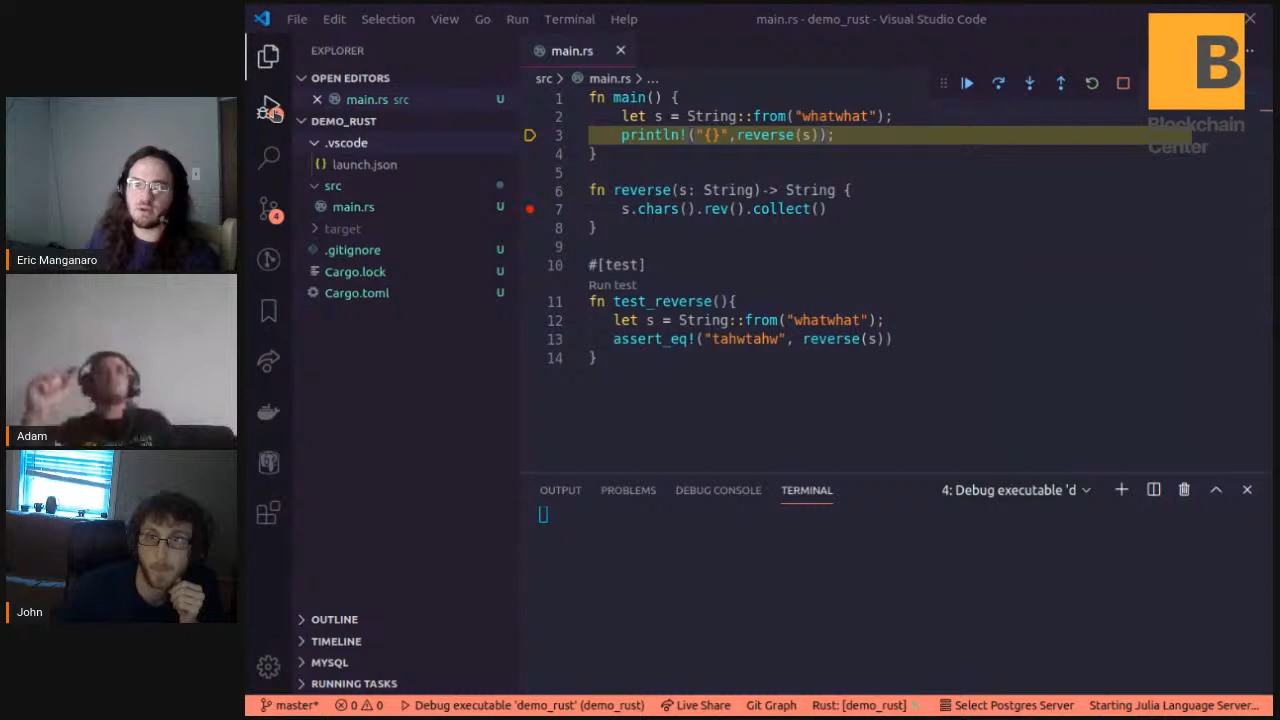 File Edit Selection View Go Run Terminal Help
main.rs - demo_rust - Visual Studio Code
B
Blockchain
Center
EXPLORER
OPEN EDITORS
main.rs src U
DEMO_RUST
.vscode
launch.json
src
main.rs U
target
.gitignore U
Cargo.lock U
Cargo.toml U
4
OUTLINE
TIMELINE
MYSQL
RUNNING TASKS
main.rs
src > main.rs > ...
1 fn main() {
2 let s = String::from("whatwhat");
3 println!("{}",reverse(s));
4 }
5
6 fn reverse(s: String)-> String {
7 s.chars().rev().collect()
8 }
9
10 #[test]
Run test
11 fn test_reverse(){
12 let s = String::from("whatwhat");
13 assert_eq!("tahwtahw", reverse(s))
14 }
OUTPUT PROBLEMS DEBUG CONSOLE TERMINAL
4: Debug executable 'd
Eric Manganaro
Adam
John
master* 0 0 Debug executable 'demo_rust' (demo_rust) Live Share Git Graph Rust: [demo_rust] Select Postgres Server Starting Julia Language Server...